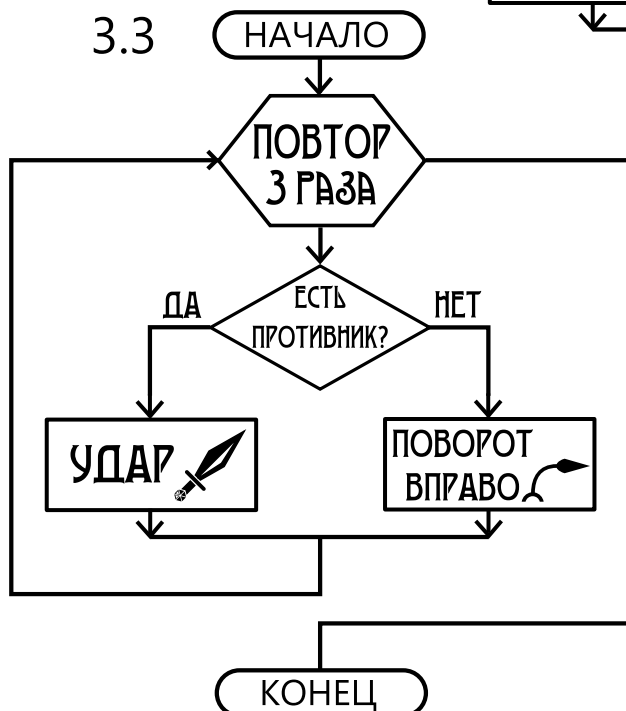 3.3
НАЧАЛО
ПОВТОР
3 РАЗА
ЕСТЬ
ПРОТИВНИК?
ДА
НЕТ
УДАР
ПОВОРОТ
ВПРАВО
КОНЕЦ